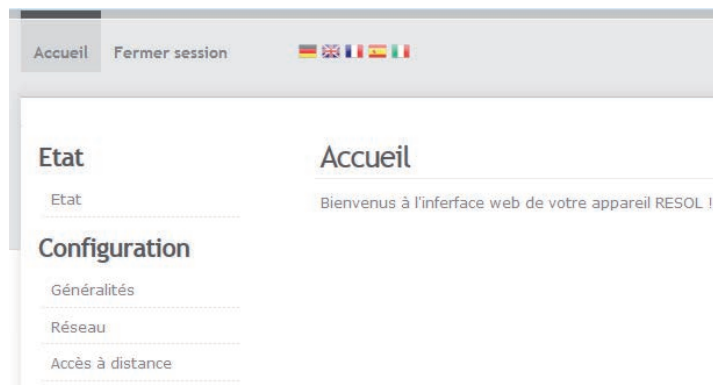 Accueil Fermer session
Etat
Etat
Configuration
Généralités
Réseau
Accès à distance
Accueil
Bienvenus à l'inferface web de votre appareil RESOL !